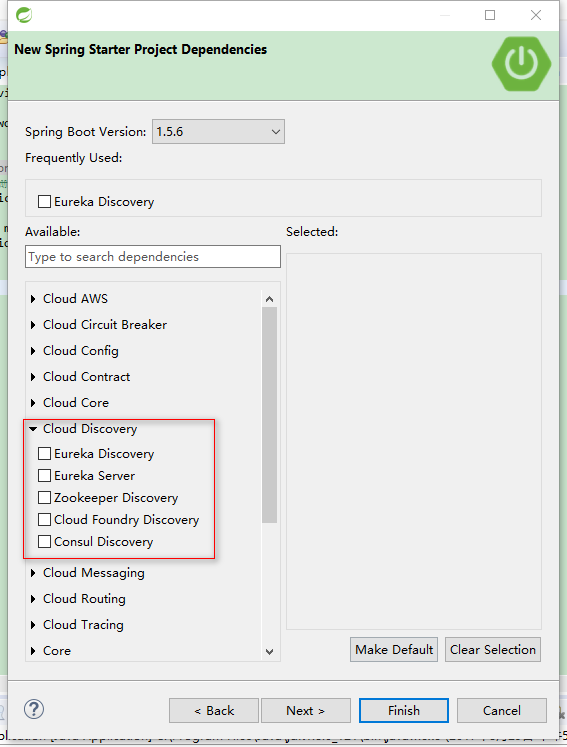 New Spring Starter Project Dependencies
Spring Boot Version: 1.5.6
Frequently Used:
Eureka Discovery
Available: Selected:
Type to search dependencies
Cloud AWS
Cloud Circuit Breaker
Cloud Config
Cloud Contract
Cloud Core
Cloud Discovery
Eureka Discovery
Eureka Server
Zookeeper Discovery
Cloud Foundry Discovery
Consul Discovery
Cloud Messaging
Cloud Routing
Cloud Tracing
Core
Make Default Clear Selection
? < Back Next > Finish Cancel